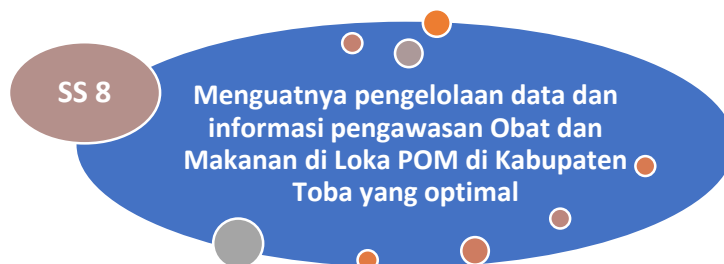 SS 8
Menguatnya pengelolaan data dan
informasi pengawasan Obat dan
Makanan di Loka POM di Kabupaten
Toba yang optimal